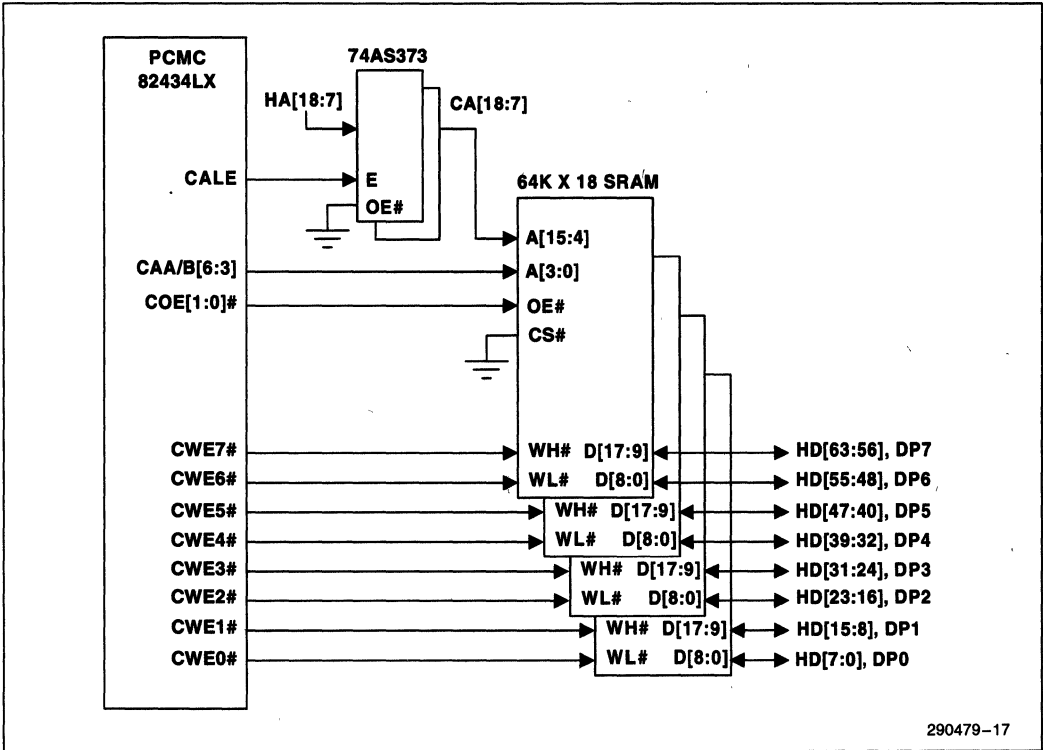 PCMC
82434LX
74AS373
HA[18:7]
CA[18:7]
CALE
E
OE#
64K X 18 SRAM
A[15:4]
CAA/B[6:3]
A[3:0]
COE[1:0]#
OE#
CS#
CWE7#
WH# D[17:9]
HD[63:56], DP7
CWE6#
WL# D[8:0]
HD[55:48], DP6
CWE5#
WH# D[17:9]
HD[47:40], DP5
CWE4#
WL# D[8:0]
HD[39:32], DP4
CWE3#
WH# D[17:9]
HD[31:24], DP3
CWE2#
WL# D[8:0]
HD[23:16], DP2
CWE1#
WH# D[17:9]
HD[15:8], DP1
CWE0#
WL# D[8:0]
HD[7:0], DP0
290479-17